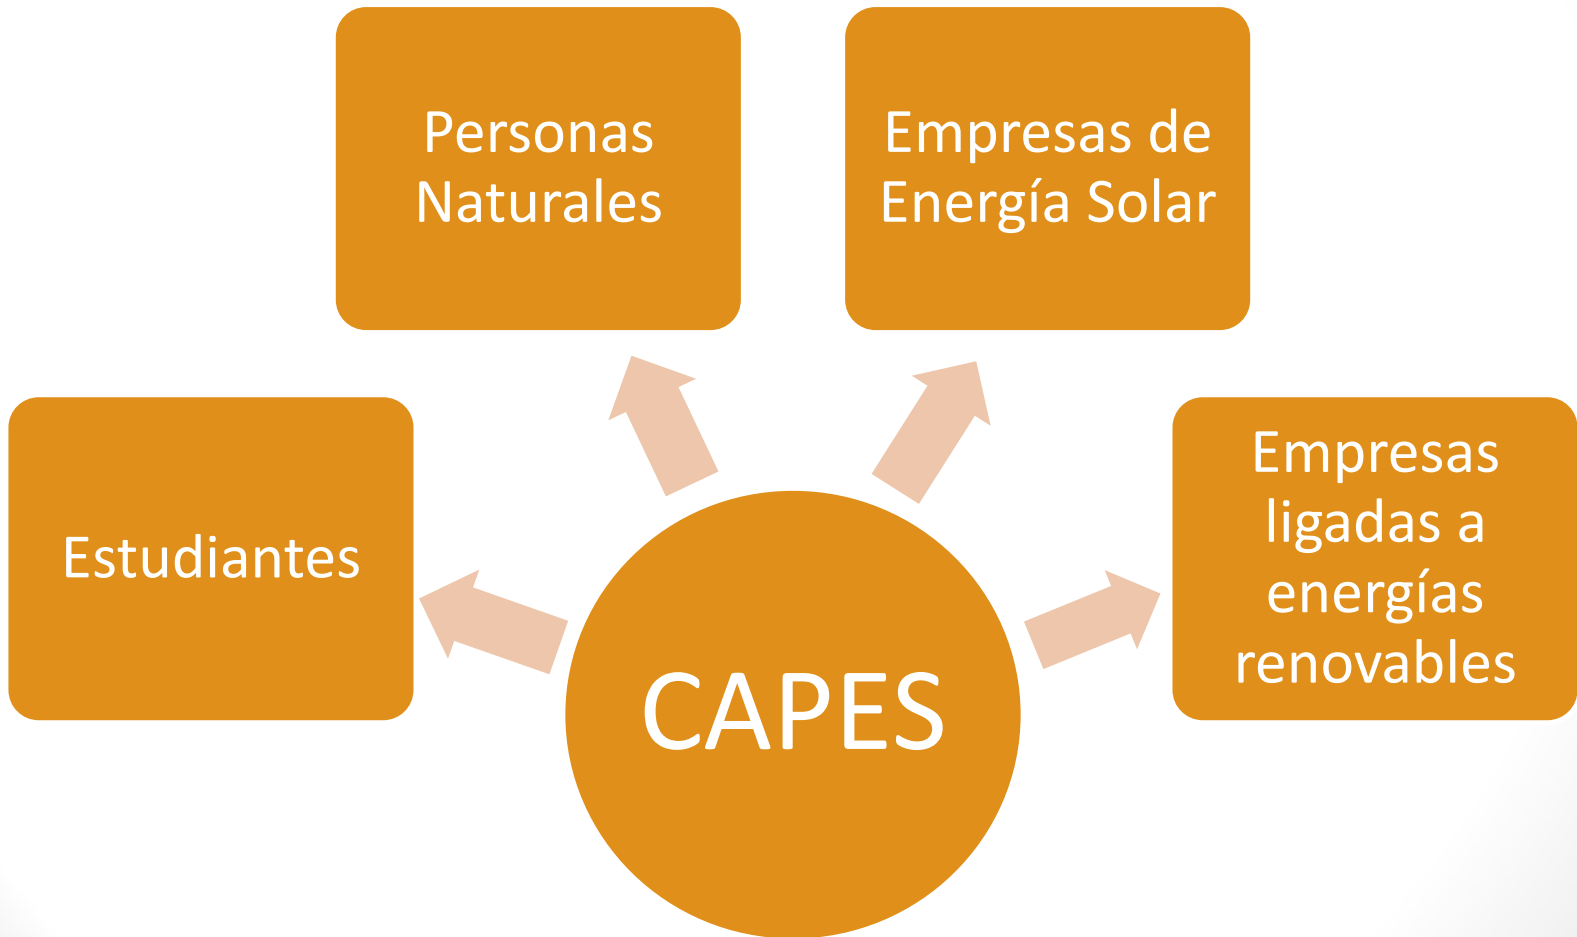 Personas
Naturales
Empresas de
Energía Solar
Estudiantes
Empresas
ligadas a
energías
renovables
CAPES